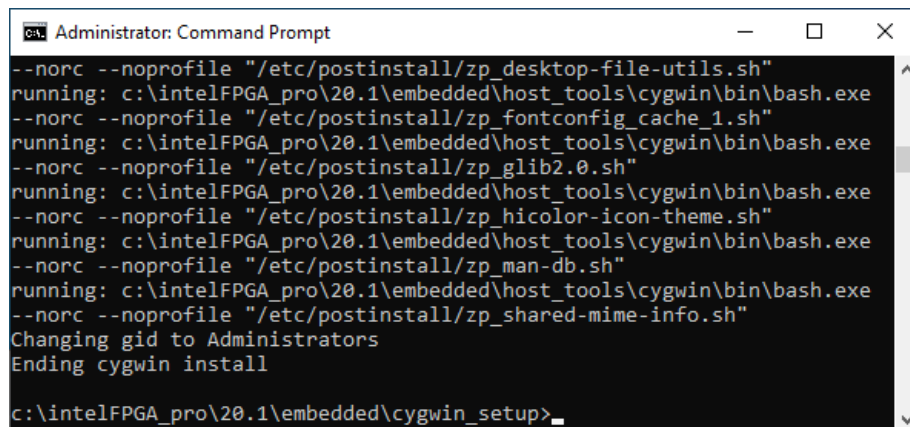 Administrator: Command Prompt
--norc --noprofile "/etc/postinstall/zp_desktop-file-utils.sh"
running: c:\intelFPGA_pro\20.1\embedded\host_tools\cygwin\bin\bash.exe
--norc --noprofile "/etc/postinstall/zp_fontconfig_cache_1.sh"
running: c:\intelFPGA_pro\20.1\embedded\host_tools\cygwin\bin\bash.exe
--norc --noprofile "/etc/postinstall/zp_glib2.0.sh"
running: c:\intelFPGA_pro\20.1\embedded\host_tools\cygwin\bin\bash.exe
--norc --noprofile "/etc/postinstall/zp_hicolor-icon-theme.sh"
running: c:\intelFPGA_pro\20.1\embedded\host_tools\cygwin\bin\bash.exe
--norc --noprofile "/etc/postinstall/zp_man-db.sh"
running: c:\intelFPGA_pro\20.1\embedded\host_tools\cygwin\bin\bash.exe
--norc --noprofile "/etc/postinstall/zp_shared-mime-info.sh"
Changing gid to Administrators
Ending cygwin install
c:\intelFPGA_pro\20.1\embedded\cygwin_setup>